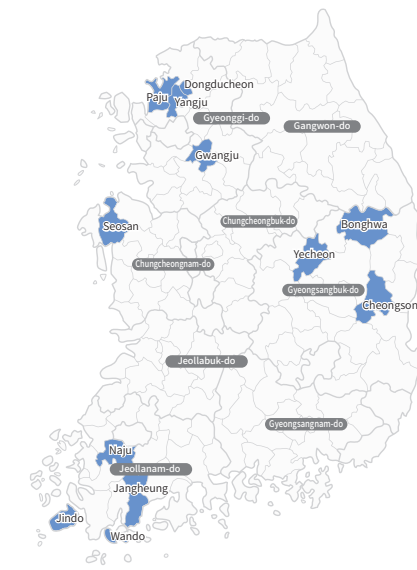 Dongducheon
Paju
Yangju
Gyeonggi-do
Gangwon-do
Gwangju
Chungcheongbuk-do
Seosan
Bonghwa
Yecheon
Chungcheongnam-do
Gyeongsangbuk-do
Cheongson
Jeollabuk-do
Gyeongsangnam-do
Naju
Jeollanam-do
Jangheung
Jindo
Wando